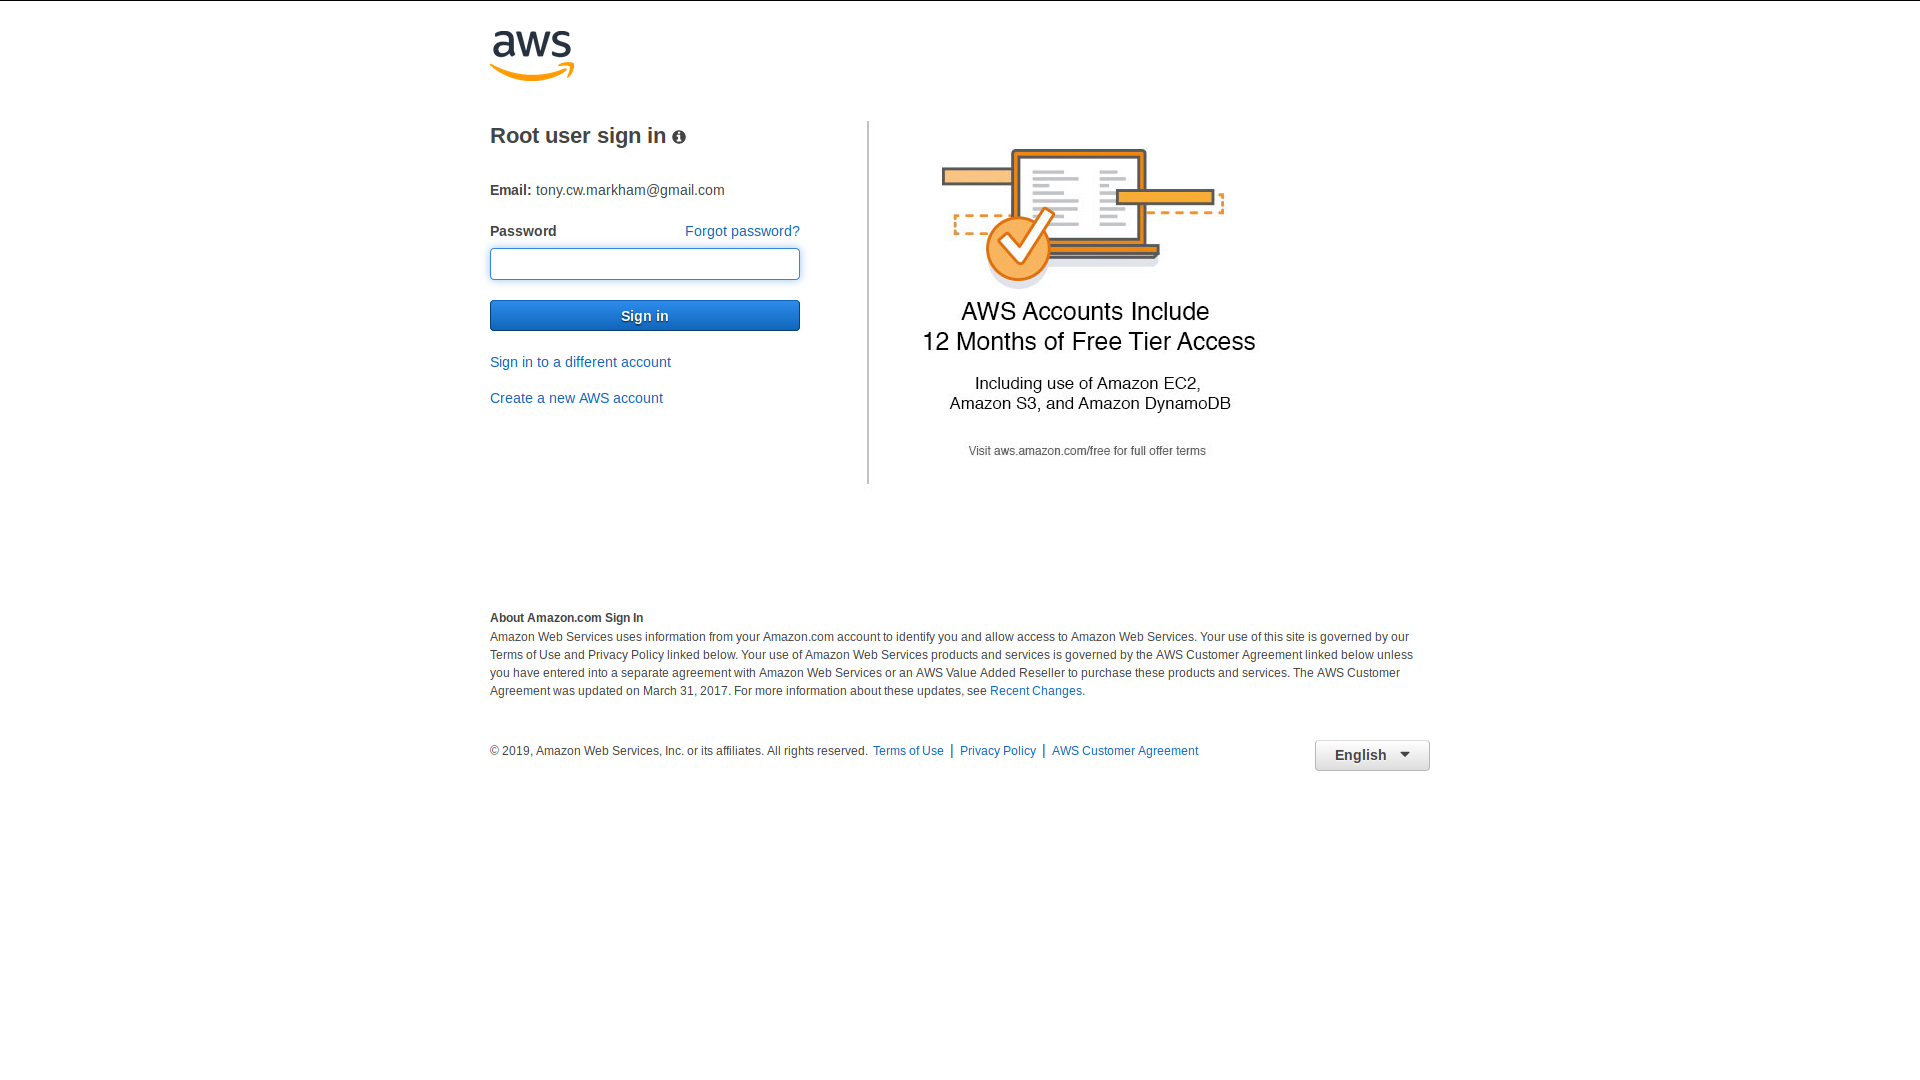 aws
Root user sign in
Email: tony.cw.markham@gmail.com
Password Forgot password?
Sign in
Sign in to a different account
Create a new AWS account
AWS Accounts Include
12 Months of Free Tier Access
Including use of Amazon EC2,
Amazon S3, and Amazon DynamoDB
Visit aws.amazon.com/free for full offer terms
About Amazon.com Sign In
Amazon Web Services uses information from your Amazon.com account to identify you and allow access to Amazon Web Services. Your use of this site is governed by our
Terms of Use and Privacy Policy linked below. Your use of Amazon Web Services products and services is governed by the AWS Customer Agreement linked below unless
you have entered into a separate agreement with Amazon Web Services or an AWS Value Added Reseller to purchase these products and services. The AWS Customer
Agreement was updated on March 31, 2017. For more information about these updates, see Recent Changes.
© 2019, Amazon Web Services, Inc. or its affiliates. All rights reserved. Terms of Use | Privacy Policy | AWS Customer Agreement
English